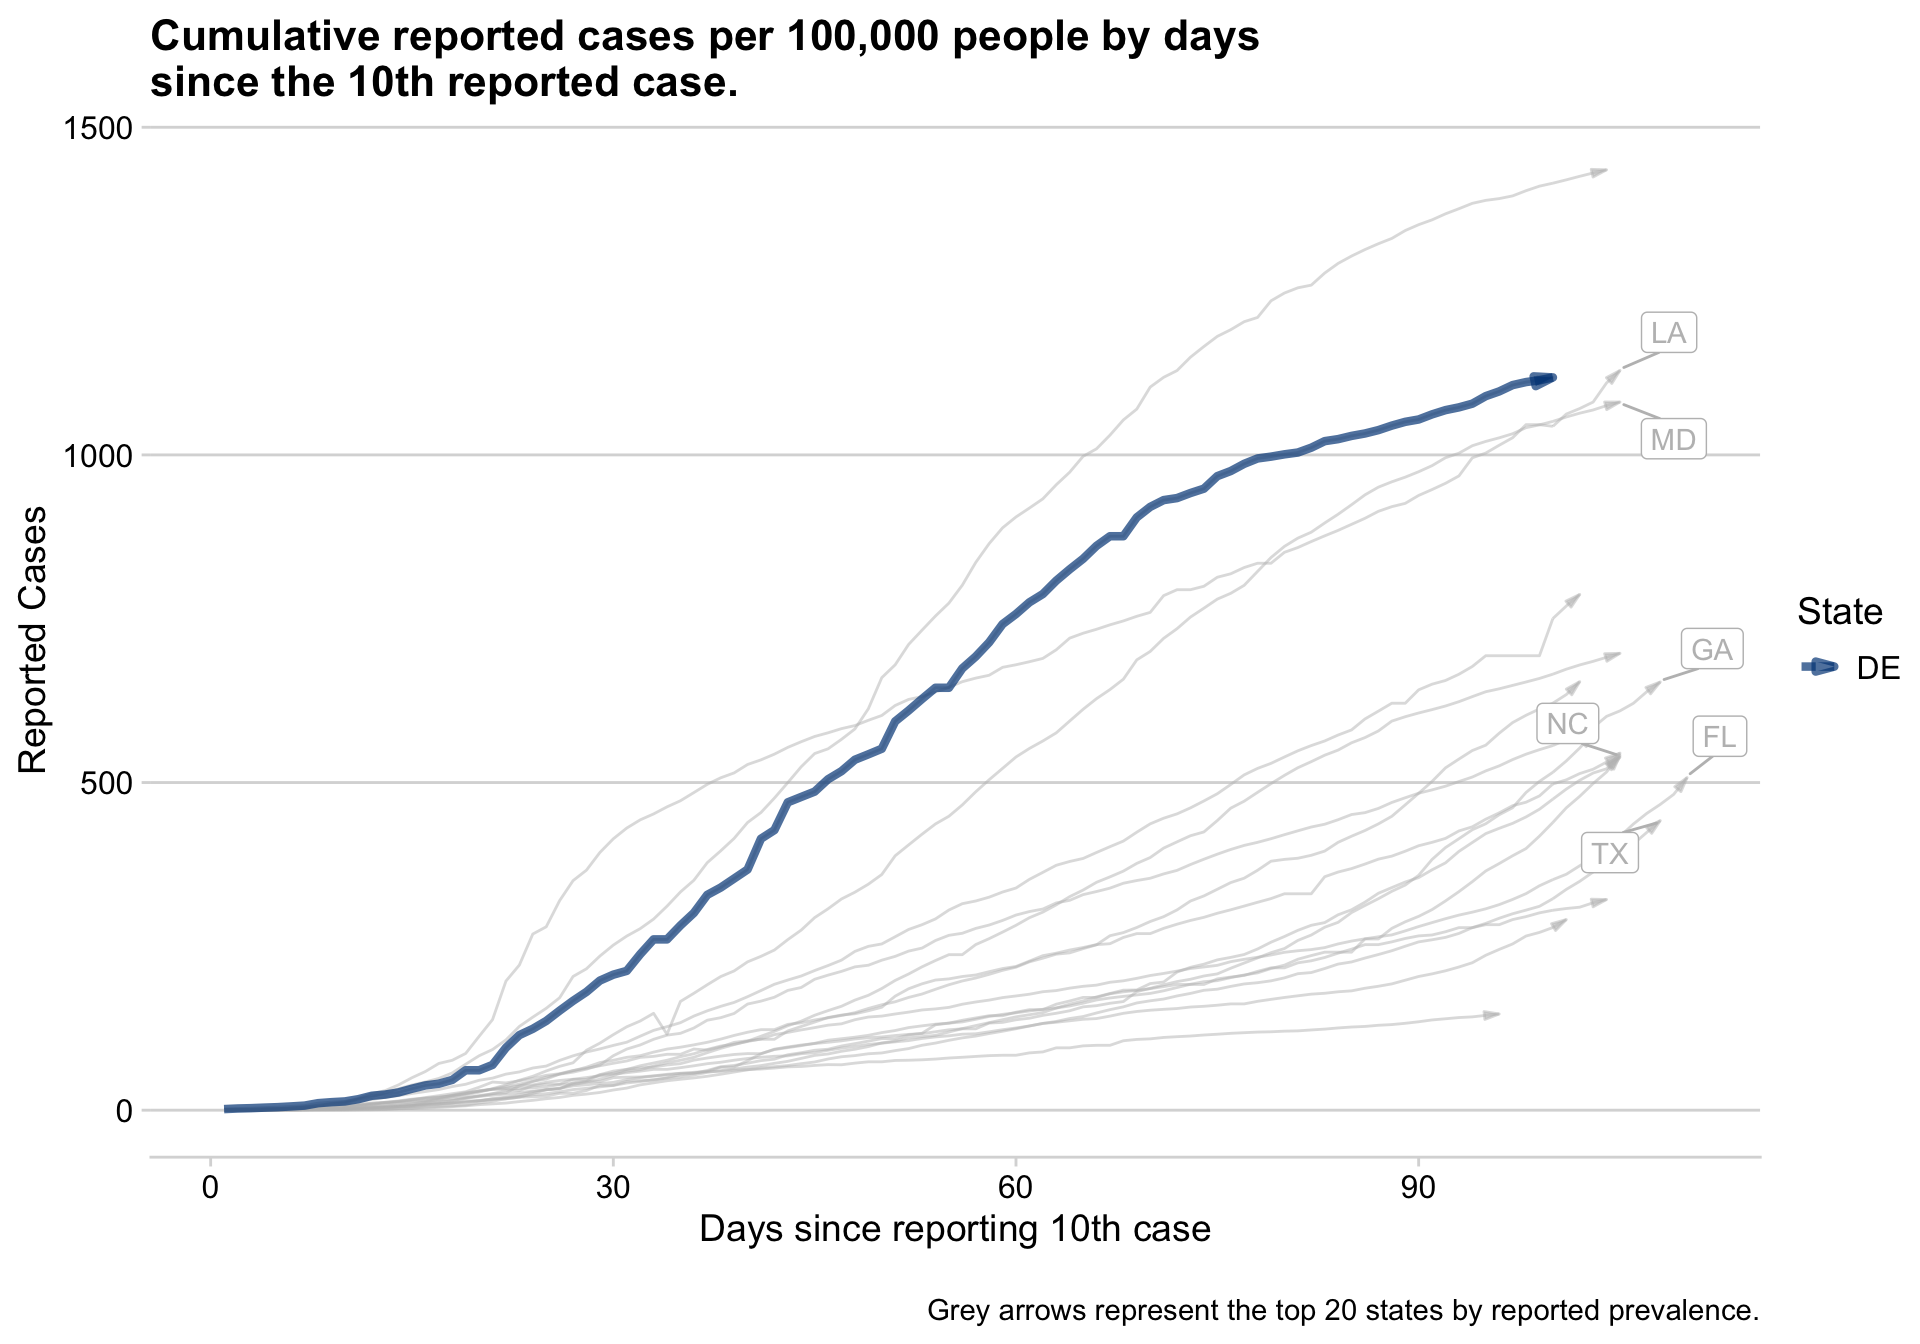 Cumulative reported cases per 100,000 people by days
since the 10th reported case.
1500
1000
500
0
Reported Cases
LA
MD
GA
NC
FL
TX
State
DE
0 30 60 90
Days since reporting 10th case
Grey arrows represent the top 20 states by reported prevalence.